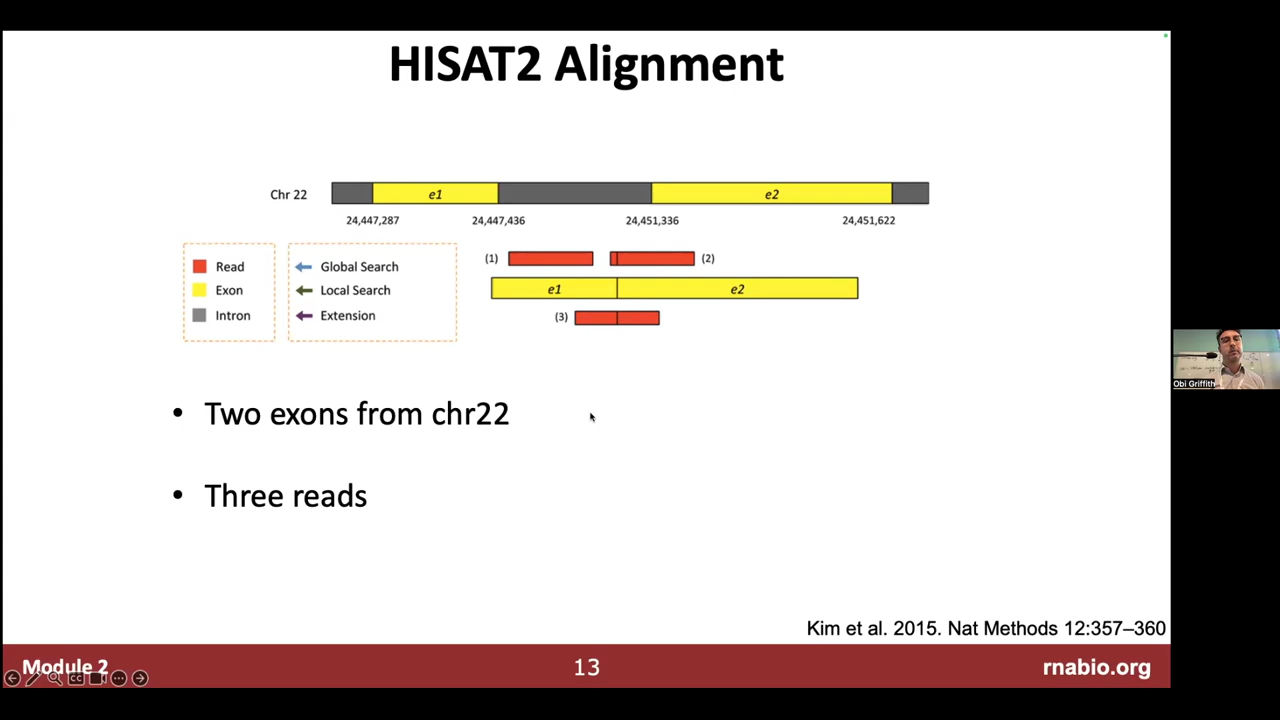 HISAT2 Alignment
Chr 22
e1
e2
24,447,287
24,447,436
24,451,336
24,451,622
Read
Exon
Intron
Global Search
Local Search
Extension
(1)
(2)
e1
e2
(3)
• Two exons from chr22
• Three reads
Kim et al. 2015. Nat Methods 12:357–360
Module 2
13
rnabio.org
Obi Griffith